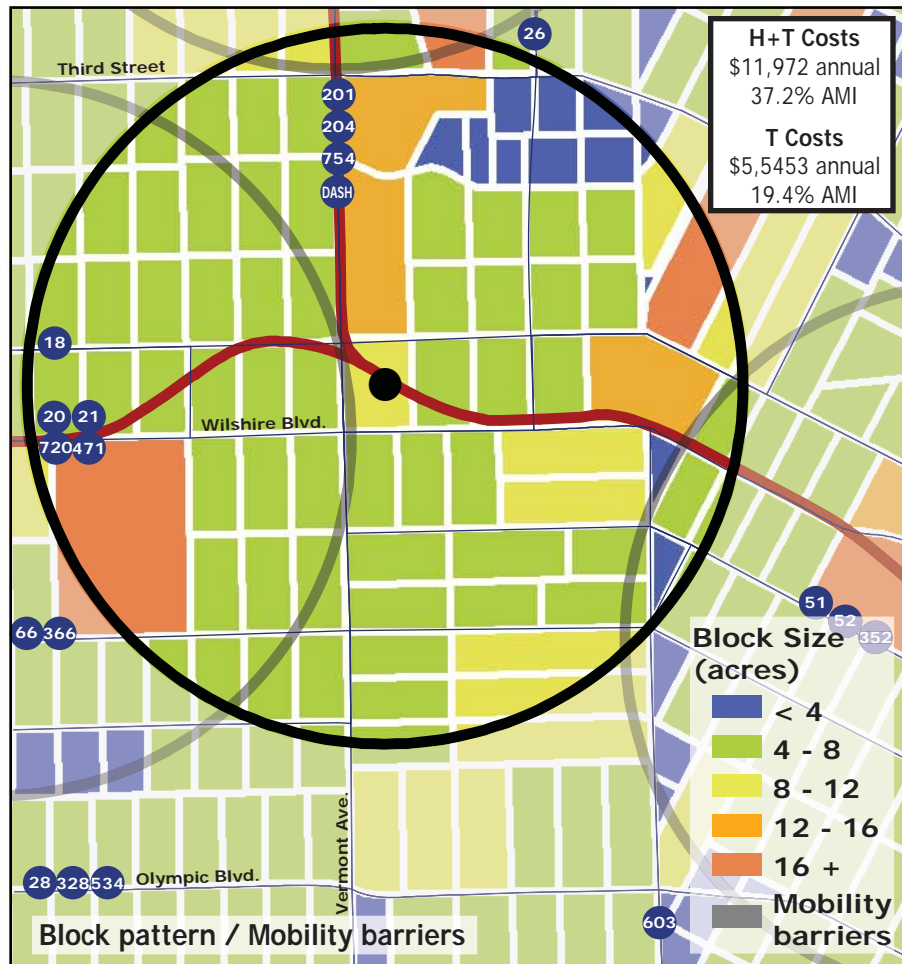 26
H+T Costs
$11,972 annual
37.2% AMI
T Costs
$5,5453 annual
19.4% AMI
Third Street
201
204
754
DASH
18
20 21
Wilshire Blvd.
720 471
66 366
51
52
352
Block Size
(acres)
< 4
4 - 8
8 - 12
12 - 16
16 +
Mobility
barriers
Vermont Ave.
28 328 534 Olympic Blvd.
603
Block pattern / Mobility barriers